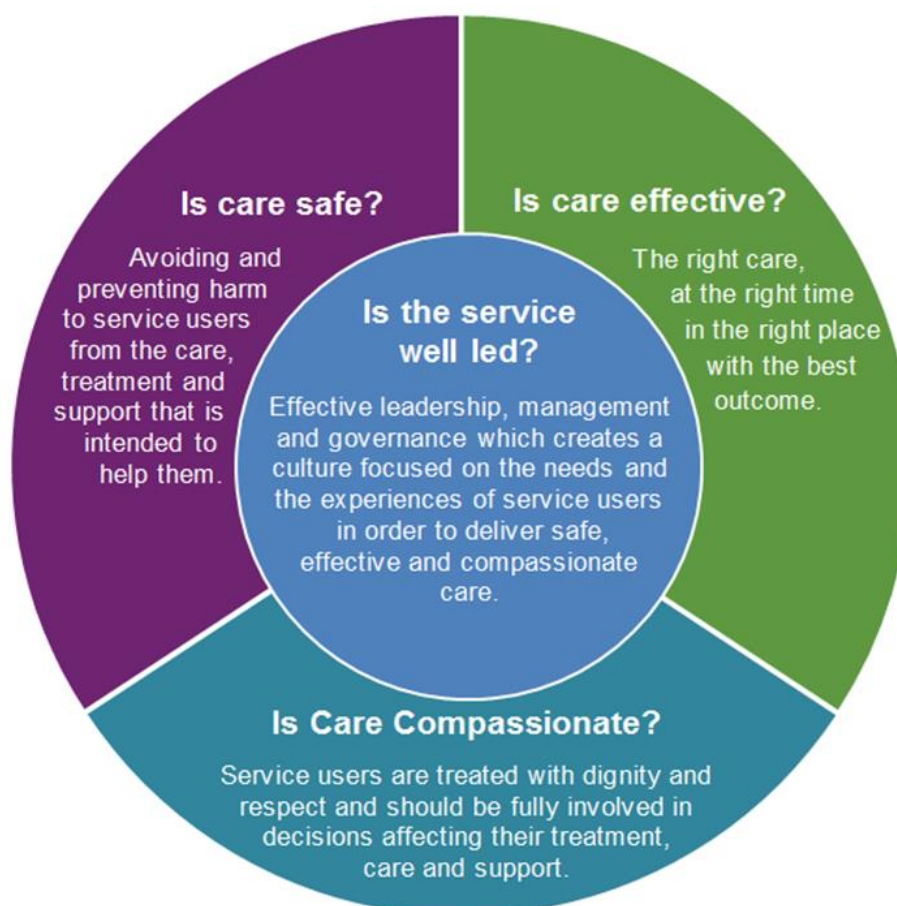 Is care safe?
Avoiding and
preventing harm
to service users
from the care,
treatment and
support that is
intended to
help them.
Is care effective?
The right care,
at the right time
in the right place
with the best
outcome.
Is the service
well led?
Effective leadership, management
and governance which creates a
culture focused on the needs and
the experiences of service users
in order to deliver safe,
effective and compassionate
care.
Is Care Compassionate?
Service users are treated with dignity and
respect and should be fully involved in
decisions affecting their treatment,
care and support.